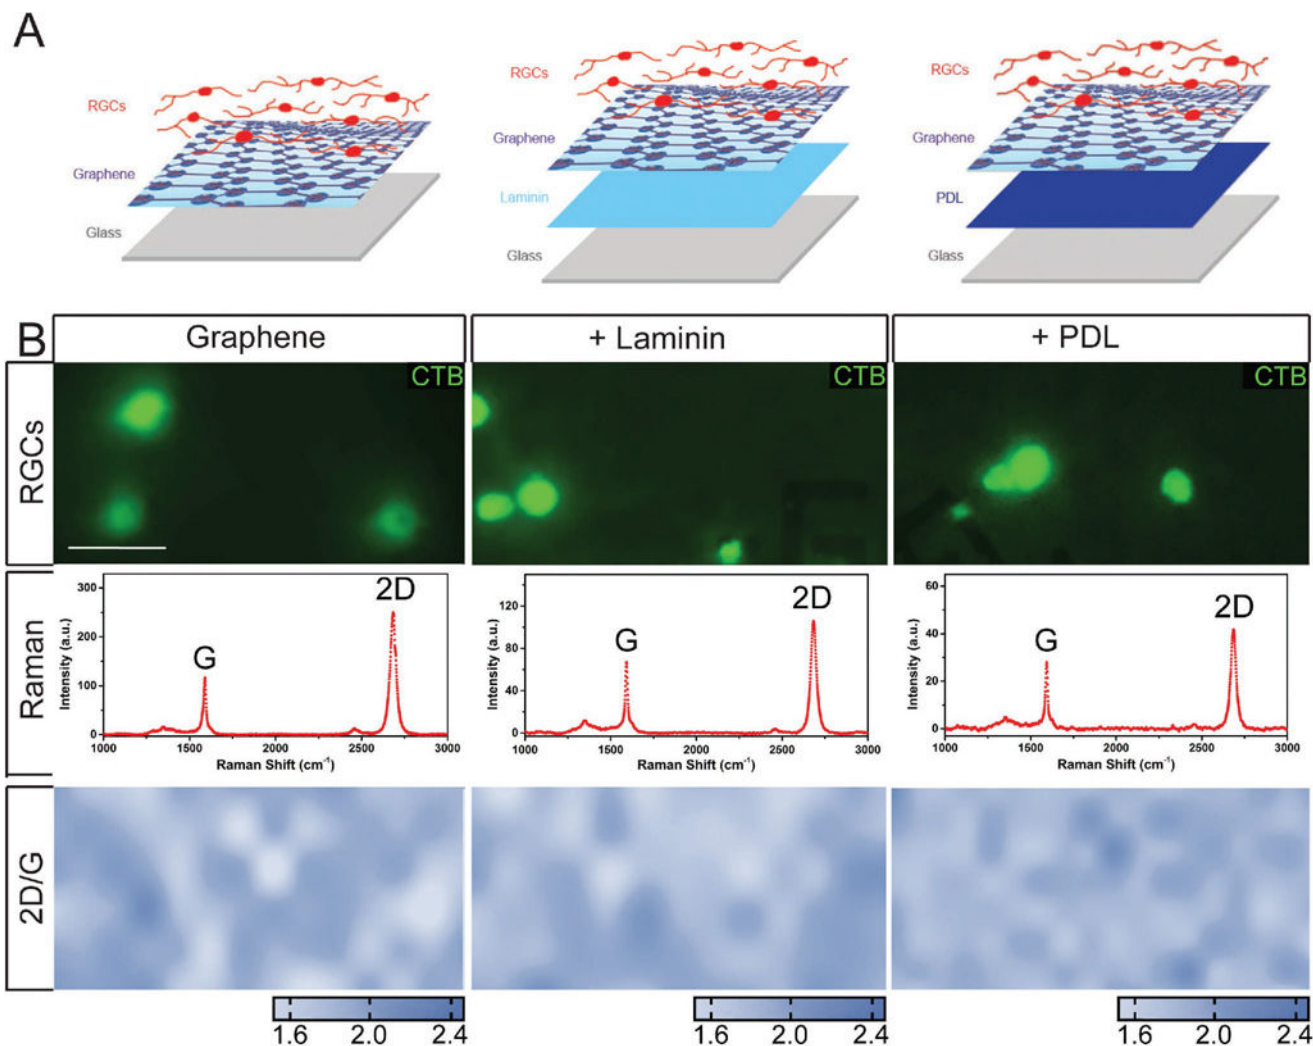 A
RGCs
Graphene
Glass
RGCs
Graphene
Laminin
Glass
RGCs
Graphene
PDL
Glass
B
Graphene
+ Laminin
+ PDL
RGCs
CTB
CTB
CTB
Raman
Intensity (a.u.)
300
200
100
0
G
2D
1000 1500 2000 2500 3000
Raman Shift (cm⁻¹)
Intensity (a.u.)
120
80
40
0
G
2D
1000 1500 2000 2500 3000
Raman Shift (cm⁻¹)
Intensity (a.u.)
60
40
20
0
G
2D
1000 1500 2000 2500 3000
Raman Shift (cm⁻¹)
2D/G
1.6 2.0 2.4
1.6 2.0 2.4
1.6 2.0 2.4